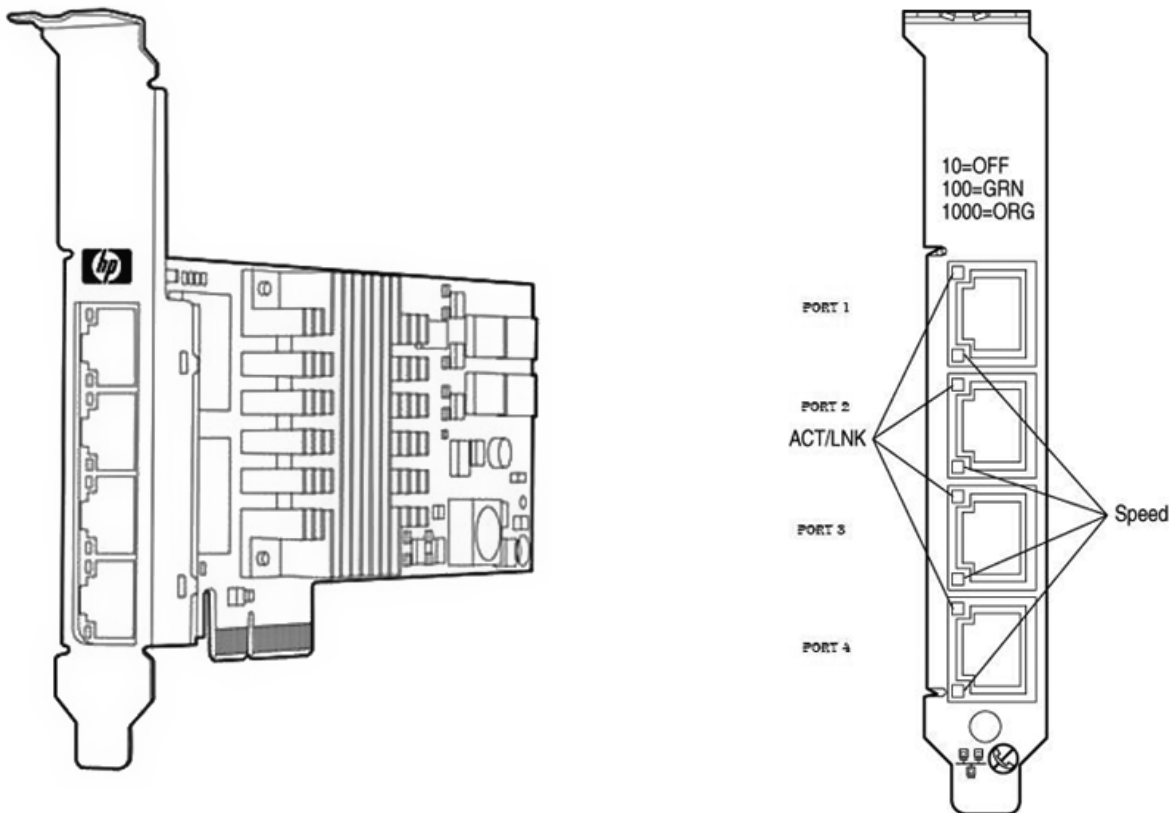 hp
10=OFF
100=GRN
1000=ORG
PORT 1
PORT 2
ACT/LNK
PORT 3
Speed
PORT 4